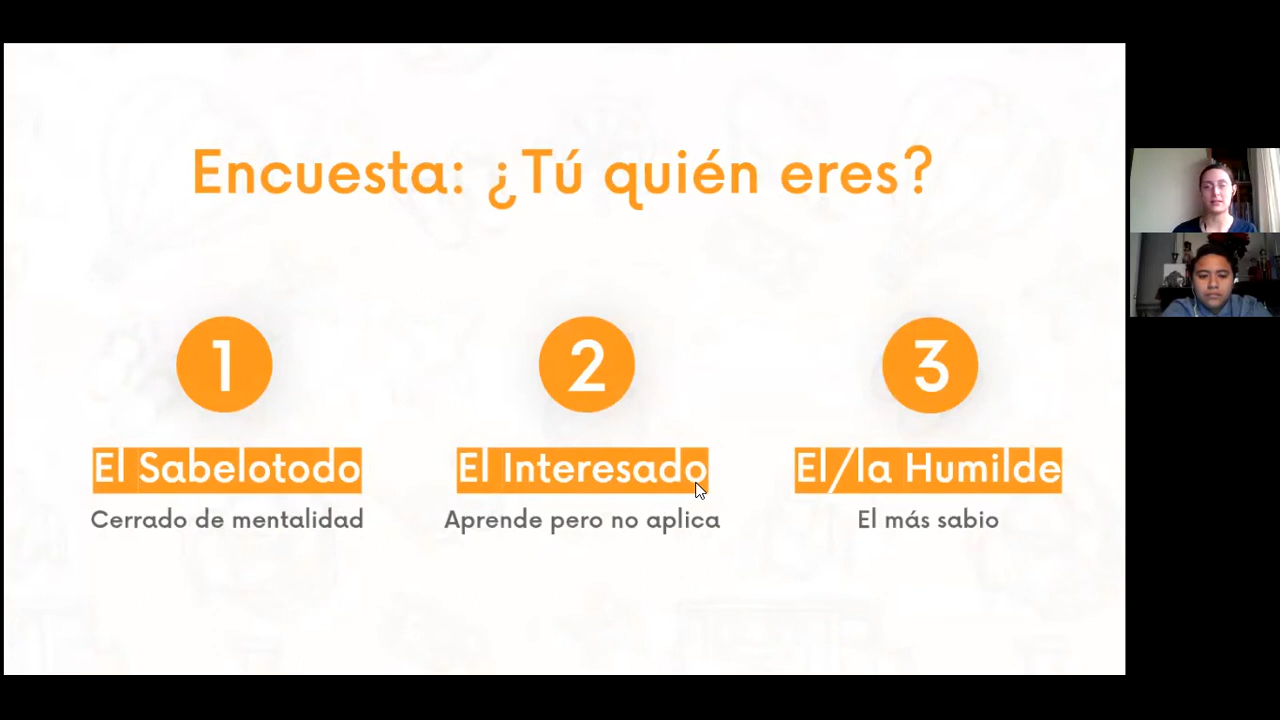 Encuesta: ¿Tú quién eres?
1
2
3
El Sabelotodo
El Interesado
El/la Humilde
Cerrado de mentalidad
Aprende pero no aplica
El más sabio